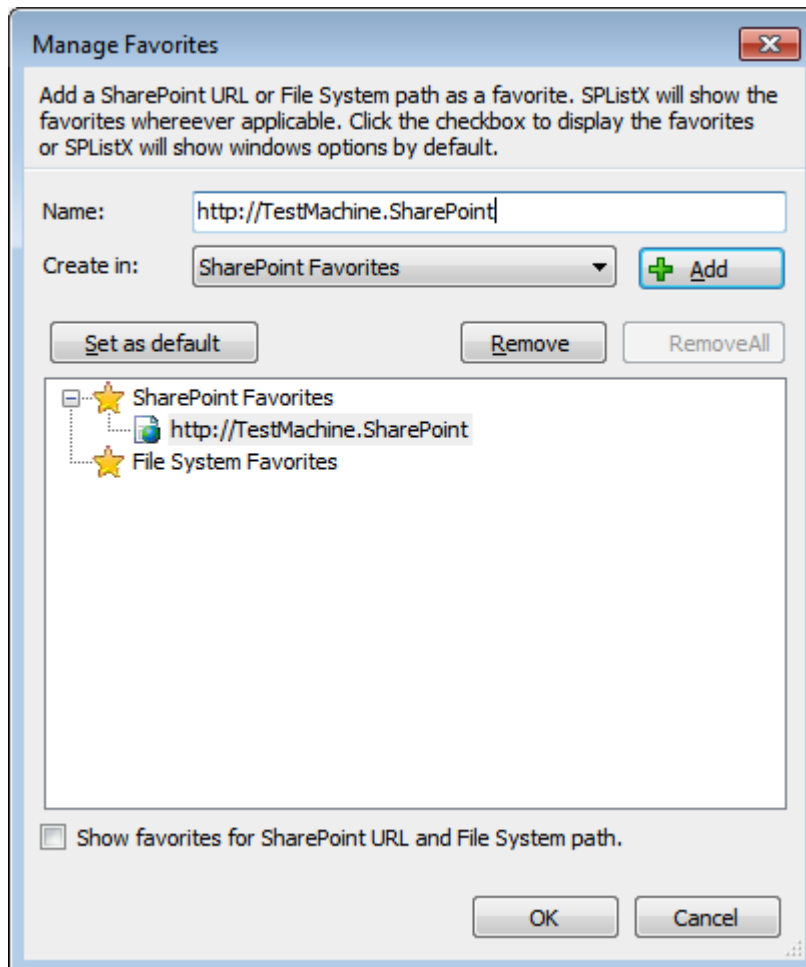 Manage Favorites
Add a SharePoint URL or File System path as a favorite. SPListX will show the
favorites whereever applicable. Click the checkbox to display the favorites
or SPListX will show windows options by default.
Name: http://TestMachine.SharePoint
Create in: SharePoint Favorites Add
Set as default Remove RemoveAll
SharePoint Favorites
http://TestMachine.SharePoint
File System Favorites
Show favorites for SharePoint URL and File System path.
OK Cancel